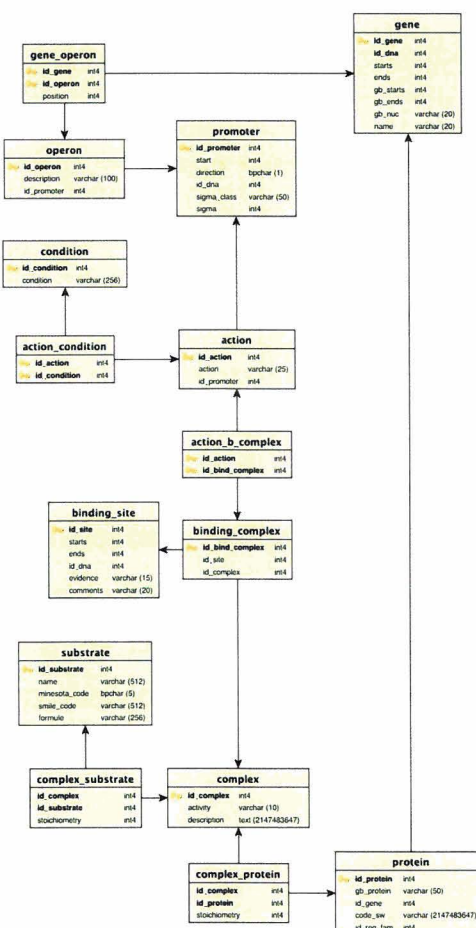 gene
id_gene int4
id_dna int4
starts int4
ends int4
gb_starts int4
gb_ends int4
gb_nuc varchar (20)
name varchar (20)
gene_operon
id_gene int4
id_operon int4
position int4
operon
id_operon int4
description varchar (100)
id_promoter int4
promoter
id_promoter int4
start int4
direction bpchar (1)
id_dna int4
sigma_class varchar (50)
sigma int4
condition
id_condition int4
condition varchar (256)
action_condition
id_action int4
id_condition int4
action
id_action int4
action varchar (25)
id_promoter int4
action_b_complex
id_action int4
id_bind_complex int4
binding_site
id_site int4
starts int4
ends int4
id_dna int4
evidence varchar (15)
comments varchar (20)
binding_complex
id_bind_complex int4
id_site int4
id_complex int4
substrate
id_substrate int4
name varchar (512)
minesota_code bpchar (5)
smile_code varchar (512)
formule varchar (256)
complex_substrate
id_complex int4
id_substrate int4
stoichiometry int4
complex
id_complex int4
activity varchar (10)
description text (2147483647)
complex_protein
id_complex int4
id_protein int4
stoichiometry int4
protein
id_protein int4
gb_protein varchar (50)
id_gene int4
code_sw varchar (2147483647)
id_reg_fam int4